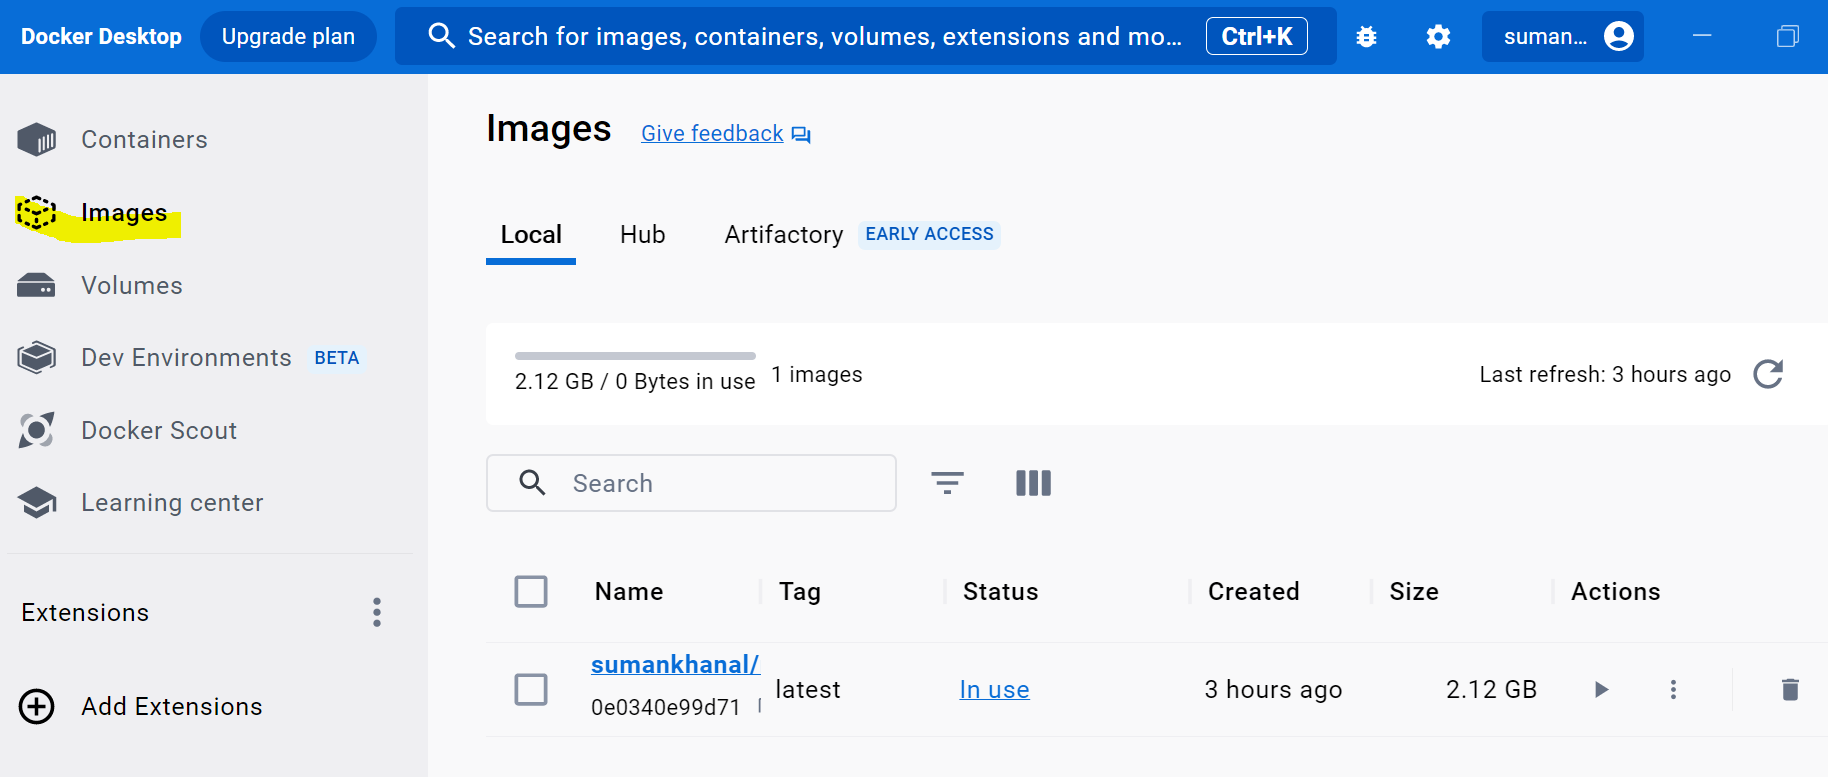 Docker Desktop Upgrade plan Search for images, containers, volumes, extensions and mo... Ctrl+K suman...
Containers
Images
Volumes
Dev Environments BETA
Docker Scout
Learning center
Extensions
Add Extensions
Images Give feedback
Local Hub Artifactory EARLY ACCESS
2.12 GB / 0 Bytes in use 1 images Last refresh: 3 hours ago
Search
Name Tag Status Created Size Actions
sumankhanal/
0e0340e99d71
latest In use 3 hours ago 2.12 GB